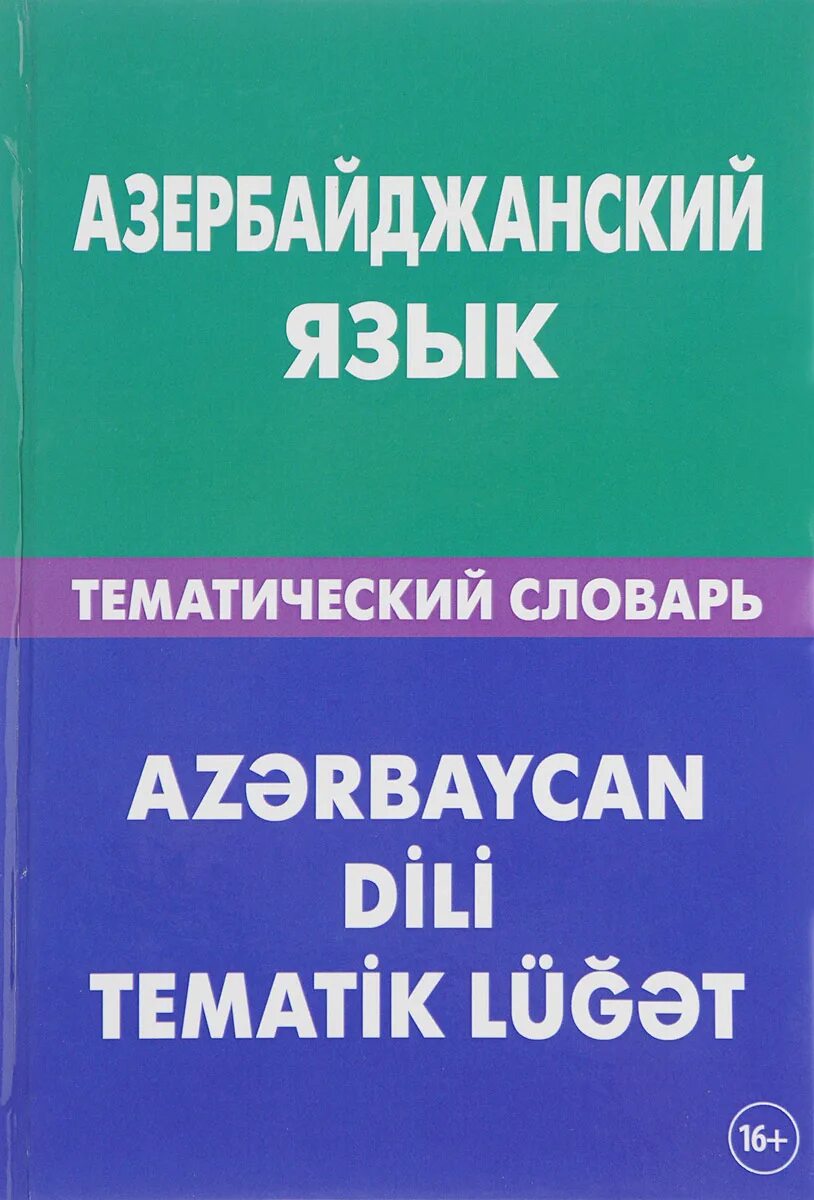 АЗЕРБАЙДЖАНСКИЙ
ЯЗЫК
ТЕМАТИЧЕСКИЙ СЛОВАРЬ
AZƏRBAYCAN
DİLİ
TEMATİK LÜĞƏT
16+